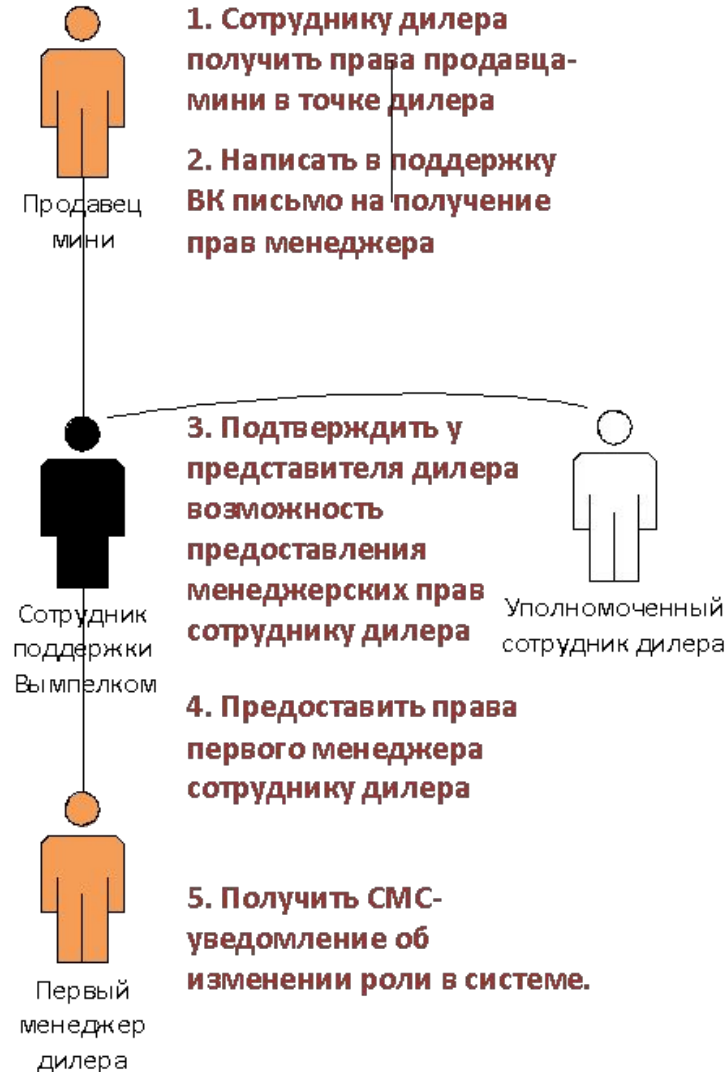 1. Сотруднику дилера
получить права продавца-
мини в точке дилера
2. Написать в поддержку
ВК письмо на получение
прав менеджера
Продавец
мини
3. Подтвердить у
представителя дилера
возможность
предоставления
менеджерских прав
сотруднику дилера
Сотрудник
поддержки
Вымпелком
Уполномоченный
сотрудник дилера
4. Предоставить права
первого менеджера
сотруднику дилера
5. Получить СМС-
уведомление об
изменении роли в системе.
Первый
менеджер
дилера